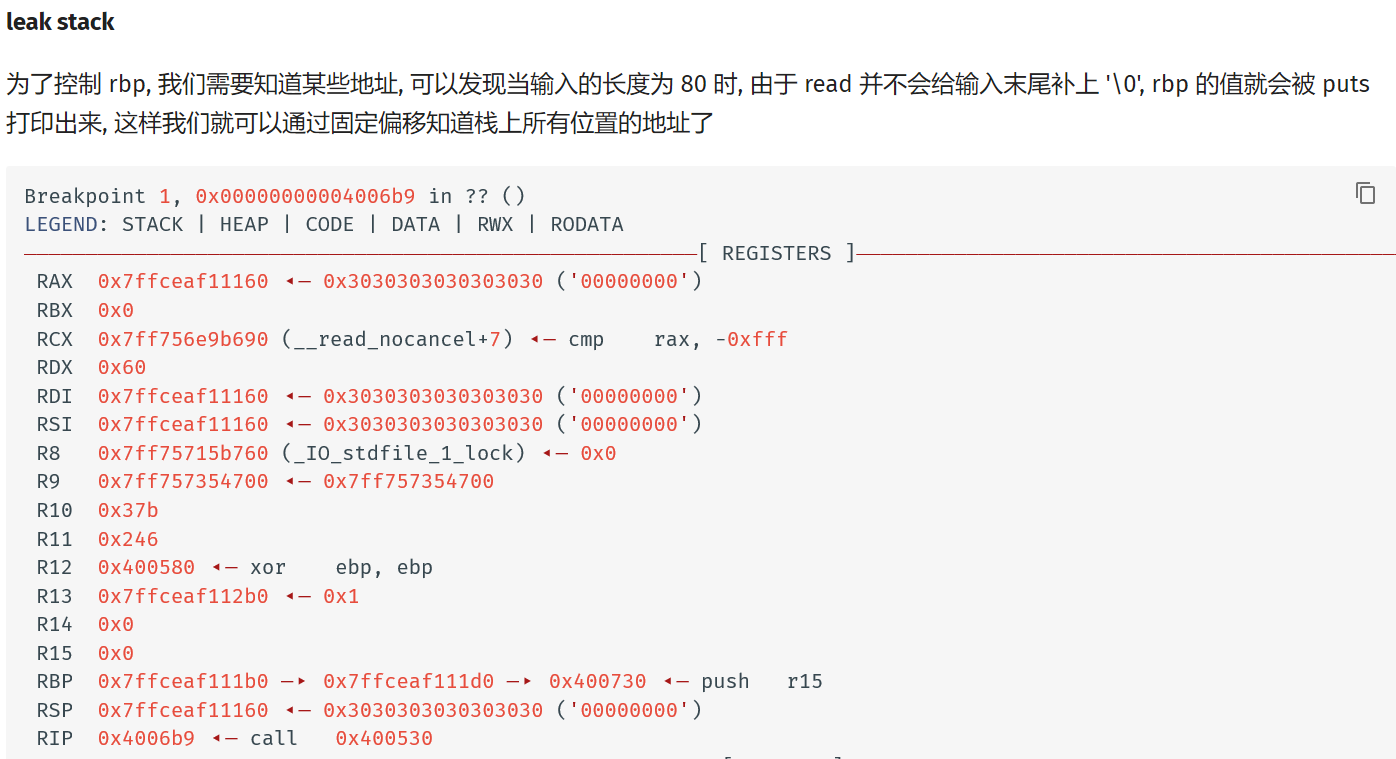 leak stack
为了控制 rbp, 我们需要知道某些地址, 可以发现当输入的长度为 80 时, 由于 read 并不会给输入末尾补上 '\0', rbp 的值就会被 puts
打印出来, 这样我们就可以通过固定偏移知道栈上所有位置的地址了
Breakpoint 1, 0x00000000004006b9 in ?? ()
LEGEND: STACK | HEAP | CODE | DATA | RWX | RODATA
[ REGISTERS ]
RAX 0x7ffceaf11160 ◂— 0x3030303030303030 ('00000000')
RBX 0x0
RCX 0x7ff756e9b690 (__read_nocancel+7) ◂— cmp rax, -0xfff
RDX 0x60
RDI 0x7ffceaf11160 ◂— 0x3030303030303030 ('00000000')
RSI 0x7ffceaf11160 ◂— 0x3030303030303030 ('00000000')
R8 0x7ff75715b760 (_IO_stdfile_1_lock) ◂— 0x0
R9 0x7ff757354700 ◂— 0x7ff757354700
R10 0x37b
R11 0x246
R12 0x400580 ◂— xor ebp, ebp
R13 0x7ffceaf112b0 ◂— 0x1
R14 0x0
R15 0x0
RBP 0x7ffceaf111b0 —▸ 0x7ffceaf111d0 —▸ 0x400730 ◂— push r15
RSP 0x7ffceaf11160 ◂— 0x3030303030303030 ('00000000')
RIP 0x4006b9 ◂— call 0x400530